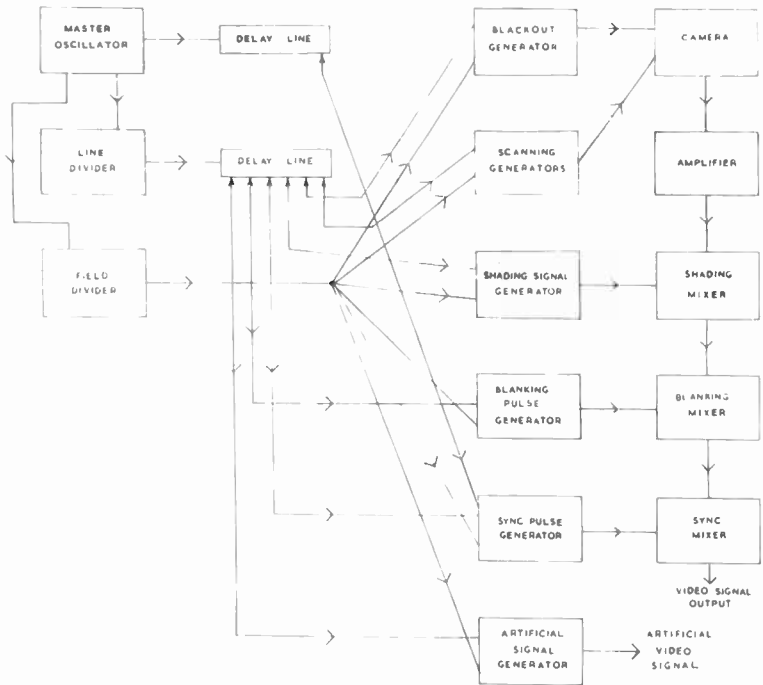 MASTER
OSCILLATOR
DELAY LINE
BLACKOUT
GENERATOR
CAMERA
LINE
DIVIDER
DELAY LINE
SCANNING
GENERATORS
AMPLIFIER
FIELD
DIVIDER
SHADING SIGNAL
GENERATOR
SHADING
MIXER
BLANKING
PULSE
GENERATOR
BLANKING
MIXER
SYNC PULSE
GENERATOR
SYNC
MIXER
VIDEO SIGNAL
OUTPUT
ARTIFICIAL
SIGNAL
GENERATOR
ARTIFICIAL
VIDEO
SIGNAL